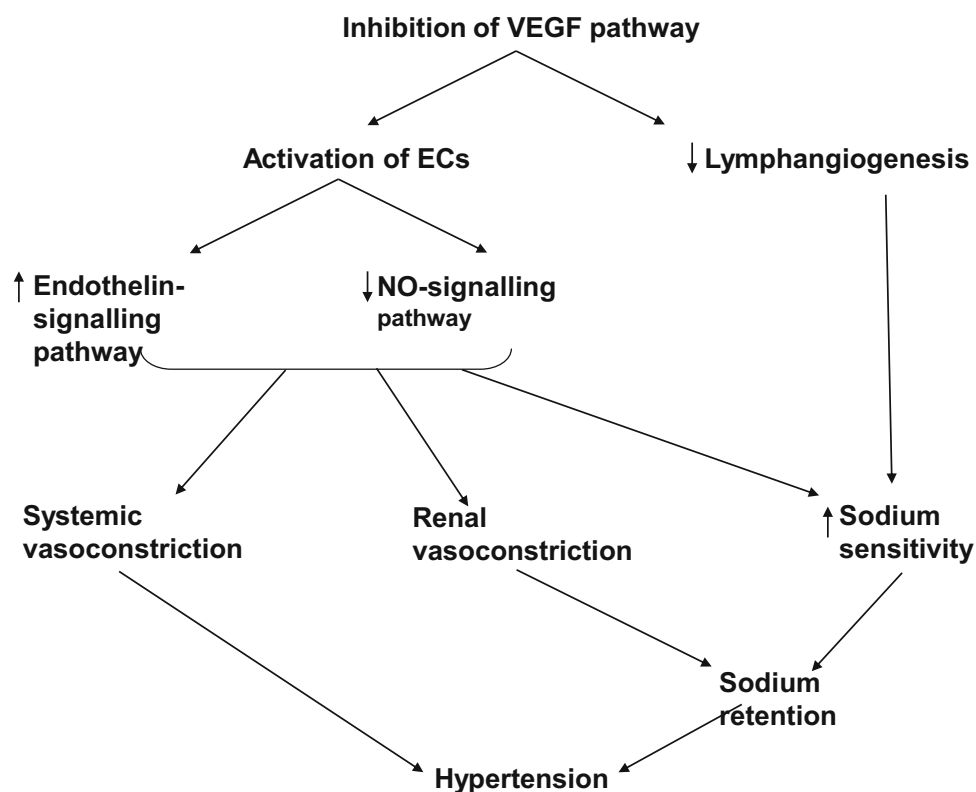 Inhibition of VEGF pathway
Activation of ECs
↓ Lymphangiogenesis
↑ Endothelin-
signalling
pathway
↓ NO-signalling
pathway
Systemic
vasoconstriction
Renal
vasoconstriction
↑ Sodium
sensitivity
Sodium
retention
Hypertension